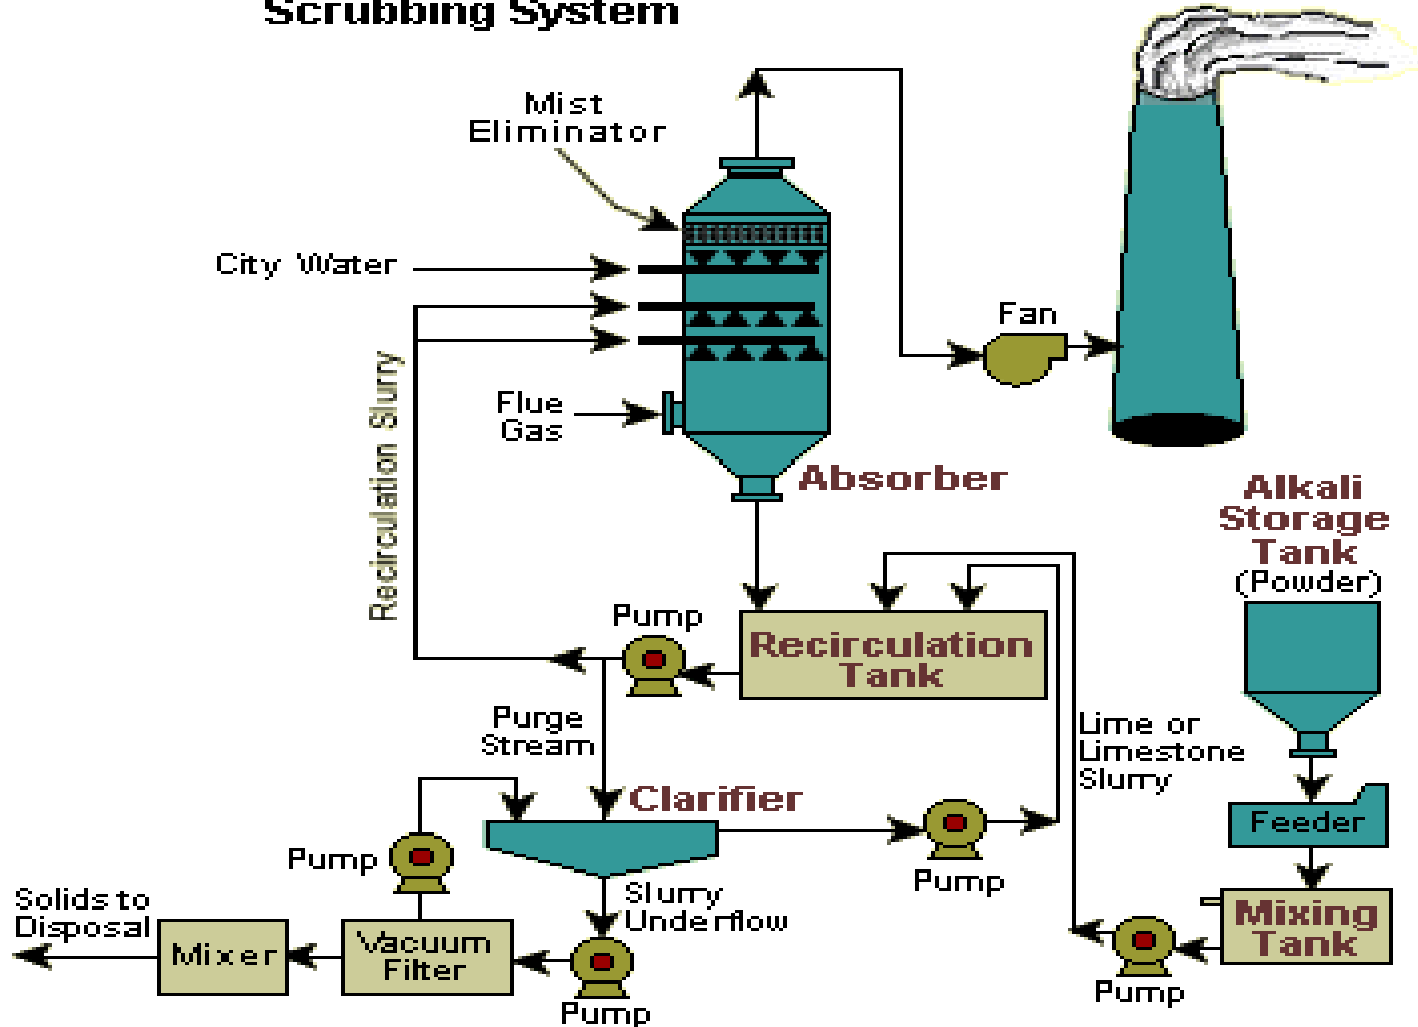 Scrubbing System
Mist
Eliminator
City Water
Fan
Flue
Gas
Recirculation Slurry
Absorber
Alkali
Storage
Tank
(Powder)
Pump
Recirculation
Tank
Purge
Stream
Lime or
Limestone
Slurry
Clarifier
Feeder
Pump
Pump
Slurry
Underflow
Solids to
Disposal
Mixer
Vacuum
Filter
Mixing
Tank
Pump
Pump